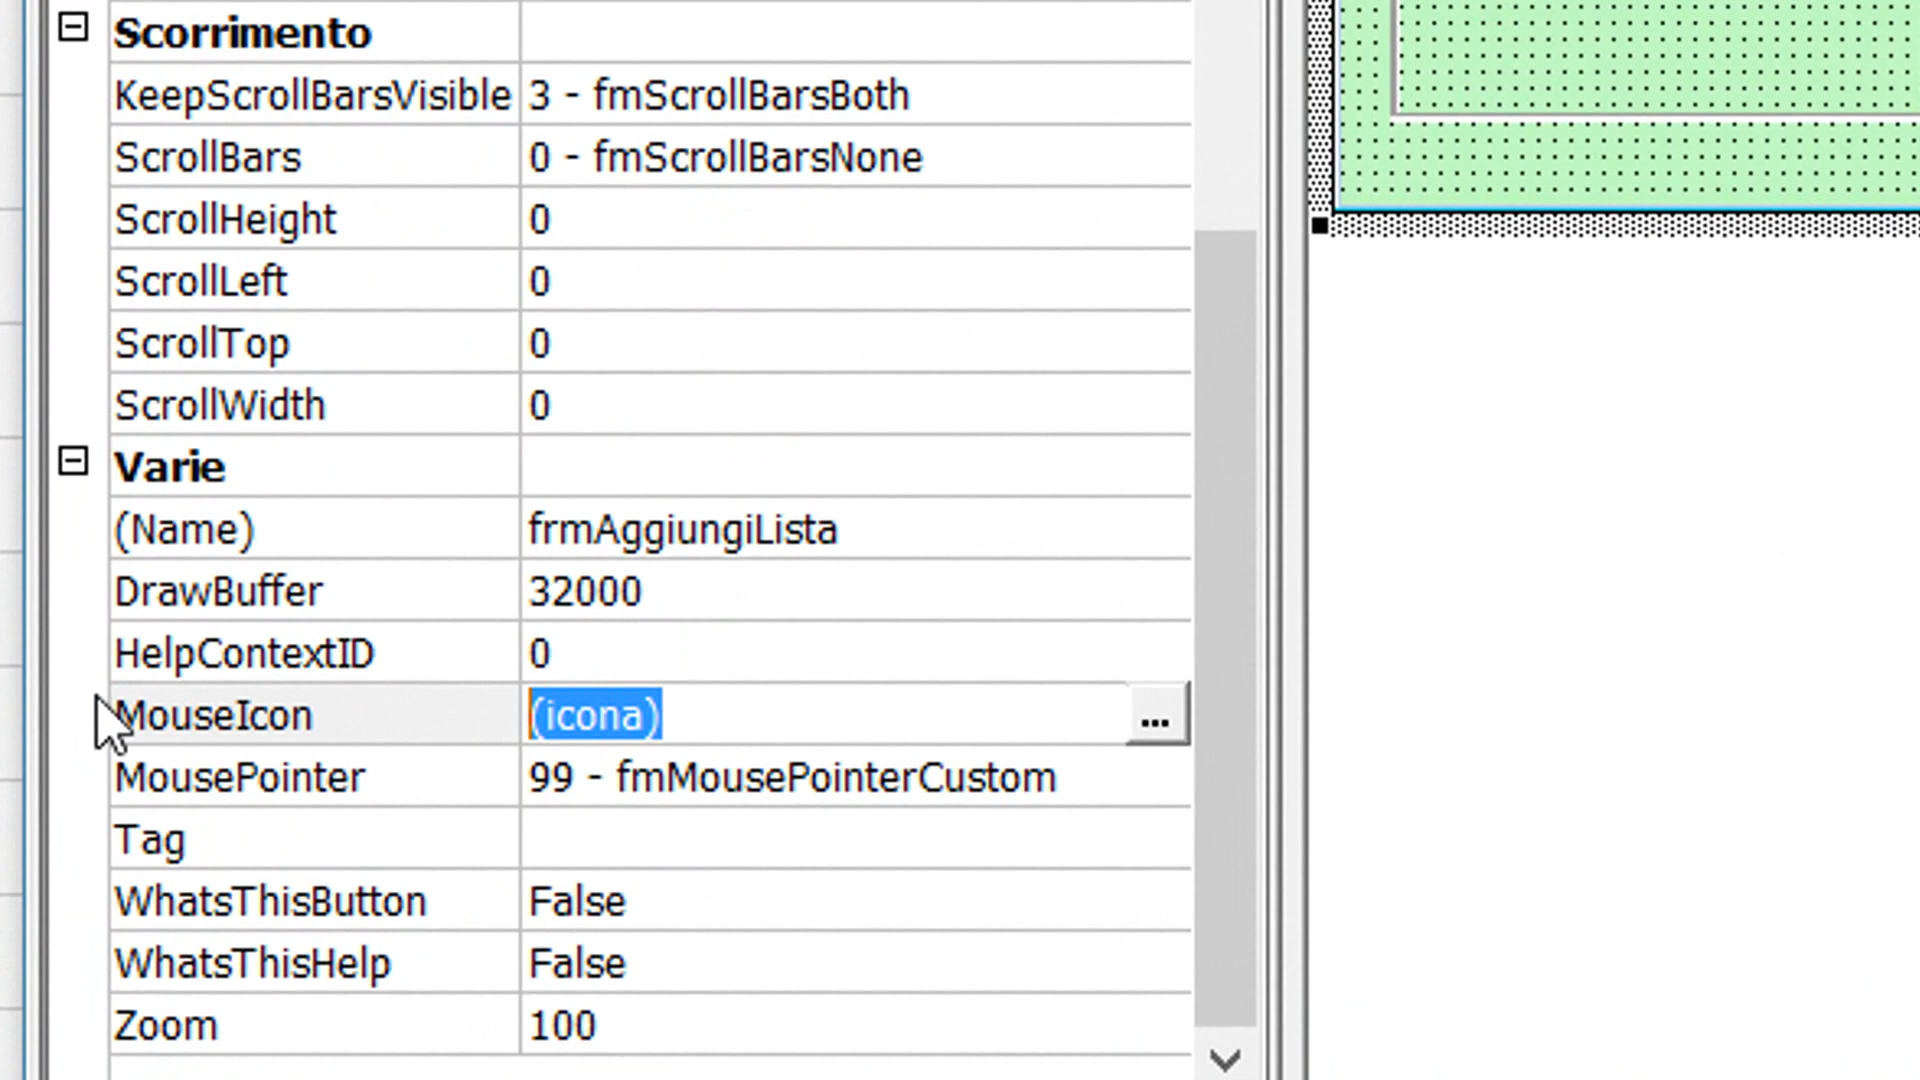 Scorrimento
KeepScrollBarsVisible 3 - fmScrollBarsBoth
ScrollBars 0 - fmScrollBarsNone
ScrollHeight 0
ScrollLeft 0
ScrollTop 0
ScrollWidth 0
Varie
(Name) frmAggiungiLista
DrawBuffer 32000
HelpContextID 0
MouseIcon (icona) ...
MousePointer 99 - fmMousePointerCustom
Tag
WhatsThisButton False
WhatsThisHelp False
Zoom 100